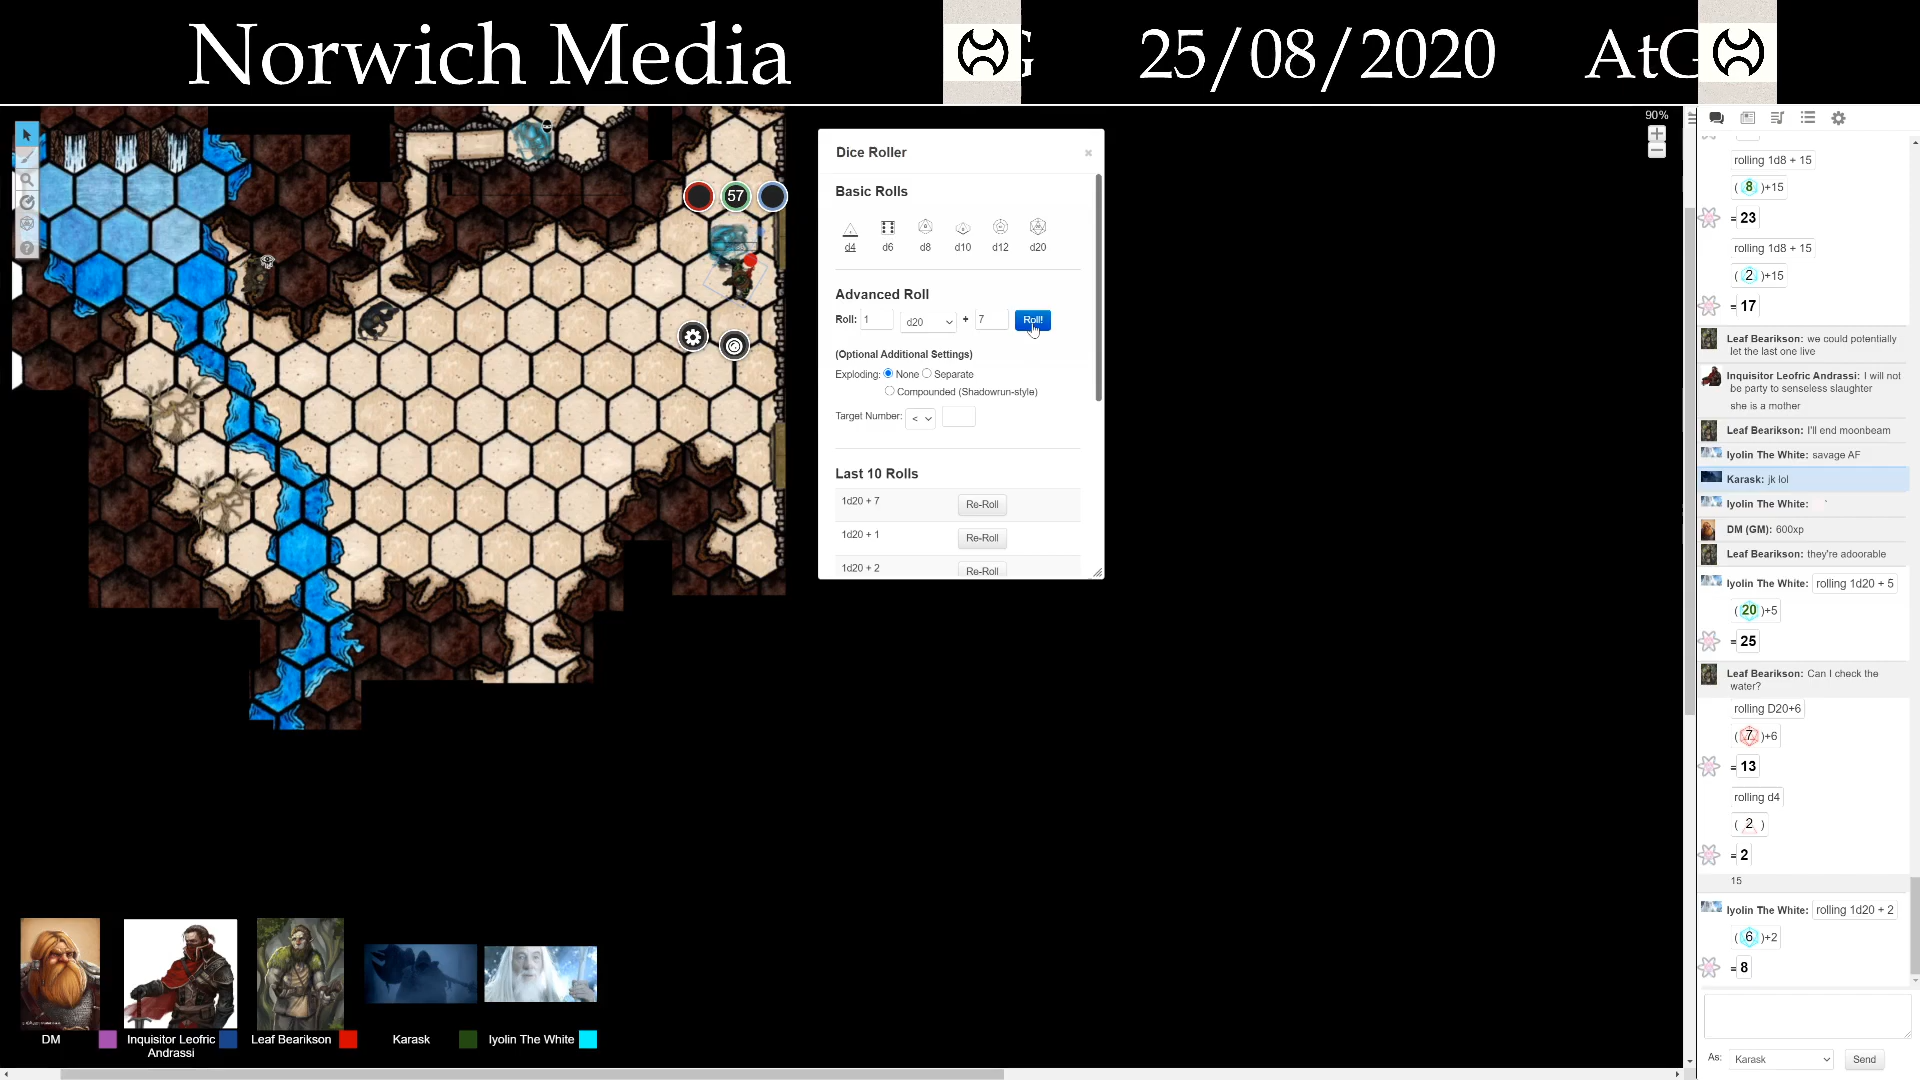 Norwich Media
G
25/08/2020
AtG
90%
57
Dice Roller
Basic Rolls
d4 d6 d8 d10 d12 d20
Advanced Roll
Roll: 1 d20 + 7 Roll!
(Optional Additional Settings)
Exploding: None Separate
Compounded (Shadowrun-style)
Target Number: <
Last 10 Rolls
1d20 + 7 Re-Roll
1d20 + 1 Re-Roll
1d20 + 2 Re-Roll
rolling 1d8 + 15
(8)+15
=23
rolling 1d8 + 15
(2)+15
=17
Leaf Bearikson: we could potentially
let the last one live
Inquisitor Leofric Andrassi: I will not
be party to senseless slaughter
she is a mother
Leaf Bearikson: I'll end moonbeam
Iyolin The White: savage AF
Karask: jk lol
Iyolin The White:
DM (GM): 600xp
Leaf Bearikson: they're adoorable
Iyolin The White: rolling 1d20 + 5
(20)+5
=25
Leaf Bearikson: Can I check the
water?
rolling D20+6
(7)+6
=13
rolling d4
(2)
=2
15
Iyolin The White: rolling 1d20 + 2
(6)+2
=8
As: Karask Send
DM
Inquisitor Leofric
Andrassi
Leaf Bearikson
Karask
Iyolin The White